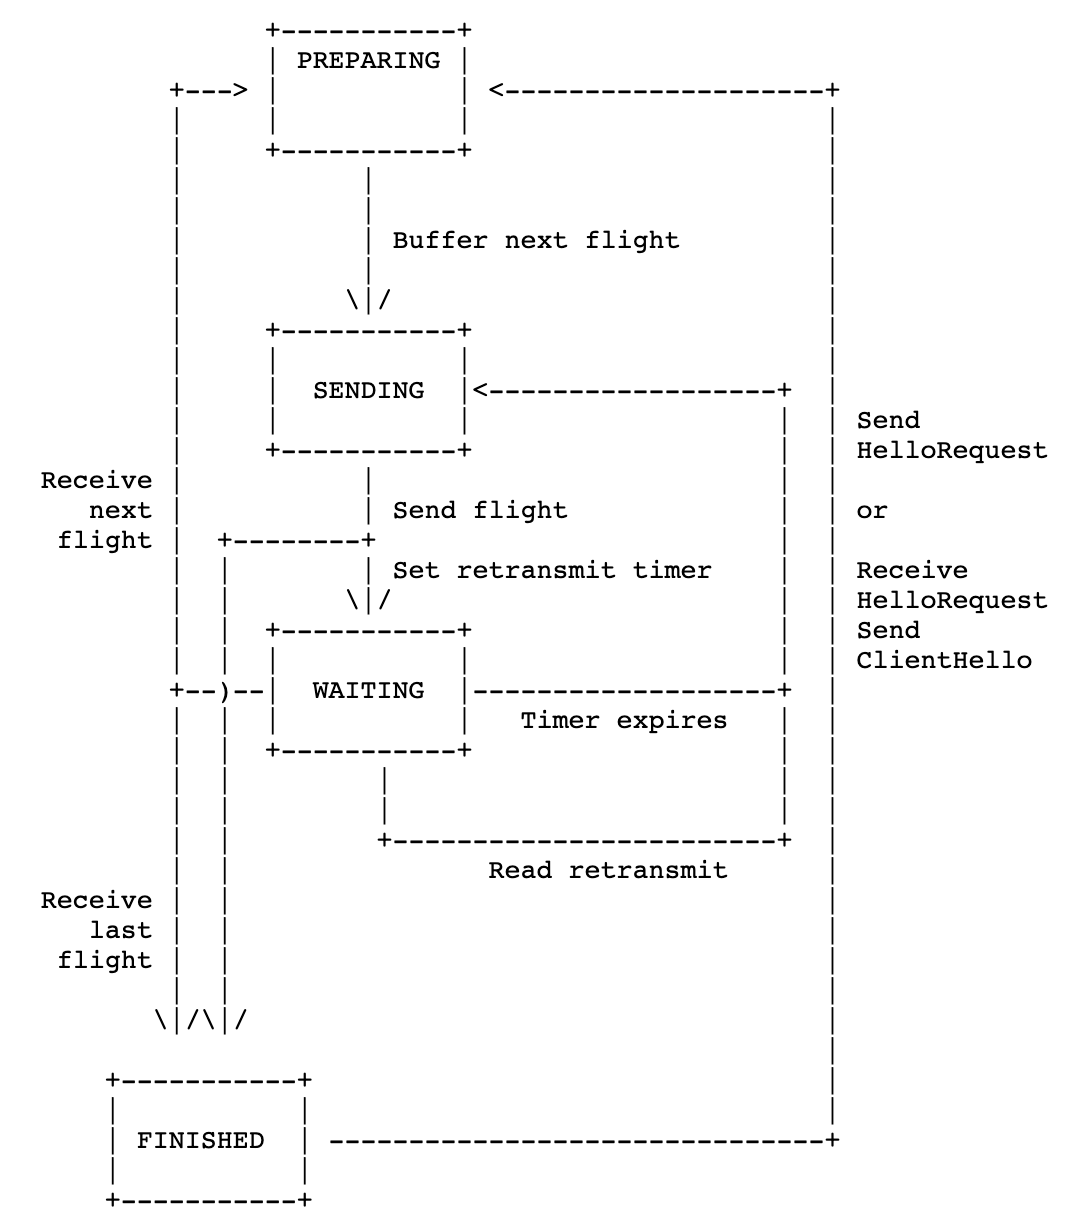 PREPARING
Buffer next flight
SENDING
Send
HelloRequest
Receive
next
Send flight
or
flight
Set retransmit timer
Receive
HelloRequest
Send
ClientHello
WAITING
Timer expires
Read retransmit
Receive
last
flight
FINISHED